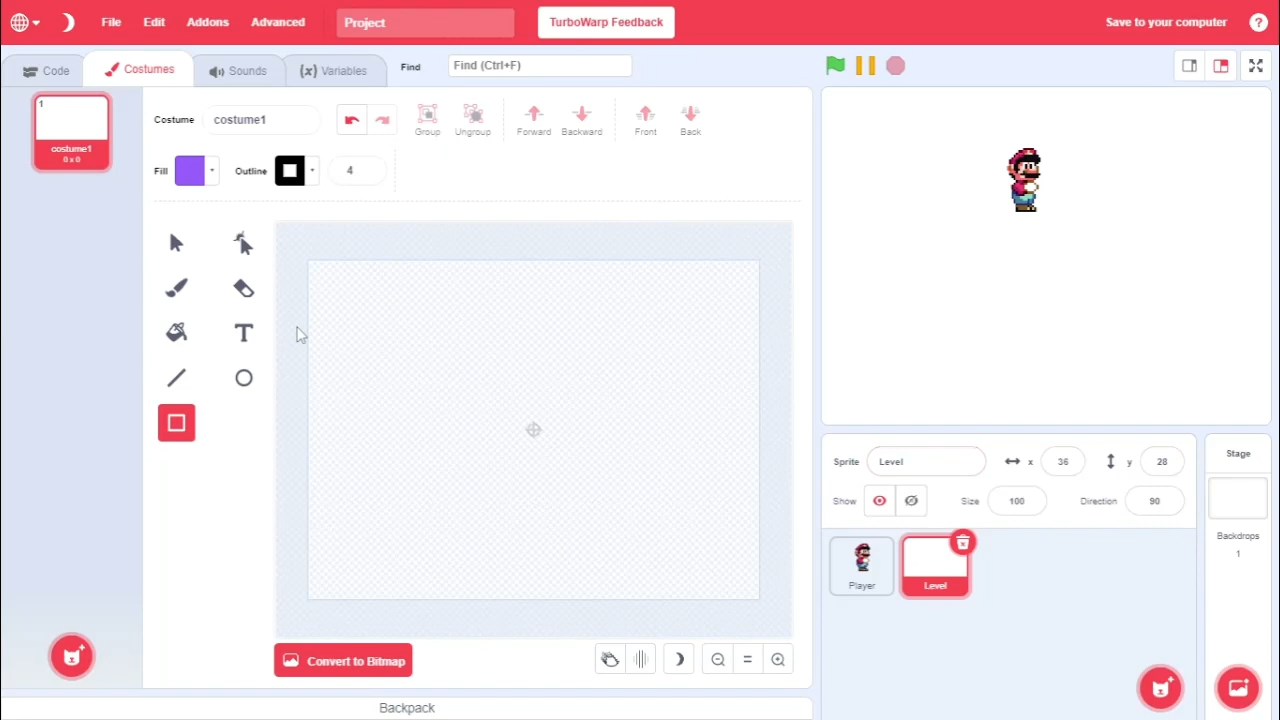 File Edit Addons Advanced Project TurboWarp Feedback Save to your computer ?
Code Costumes Sounds (x) Variables Find Find (Ctrl+F)
1
costume1
0 x 0
Costume costume1 Group Ungroup Forward Backward Front Back
Fill Outline 4
T
Convert to Bitmap
Backpack
Sprite Level x 36 y 28
Show Size 100 Direction 90
Player
Level
Stage
Backdrops
1